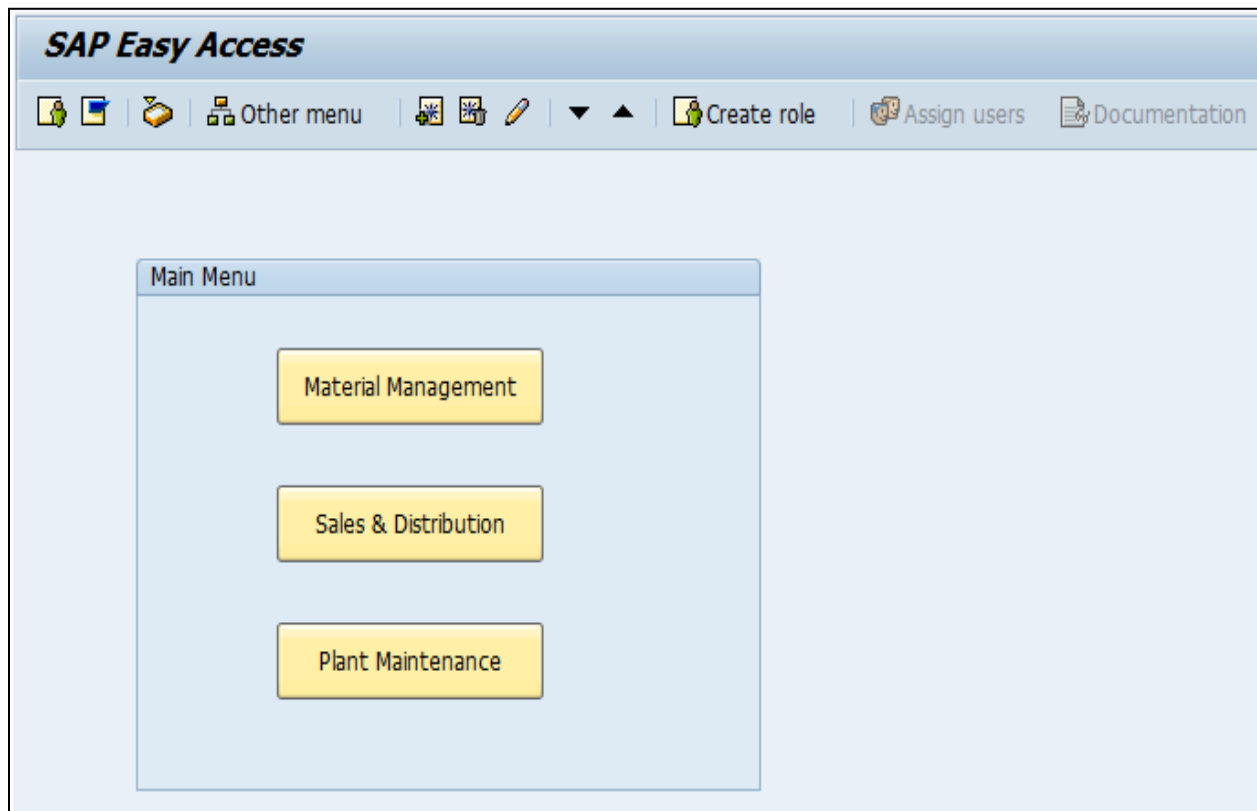 SAP Easy Access
Other menu Create role Assign users Documentation
Main Menu
Material Management
Sales & Distribution
Plant Maintenance